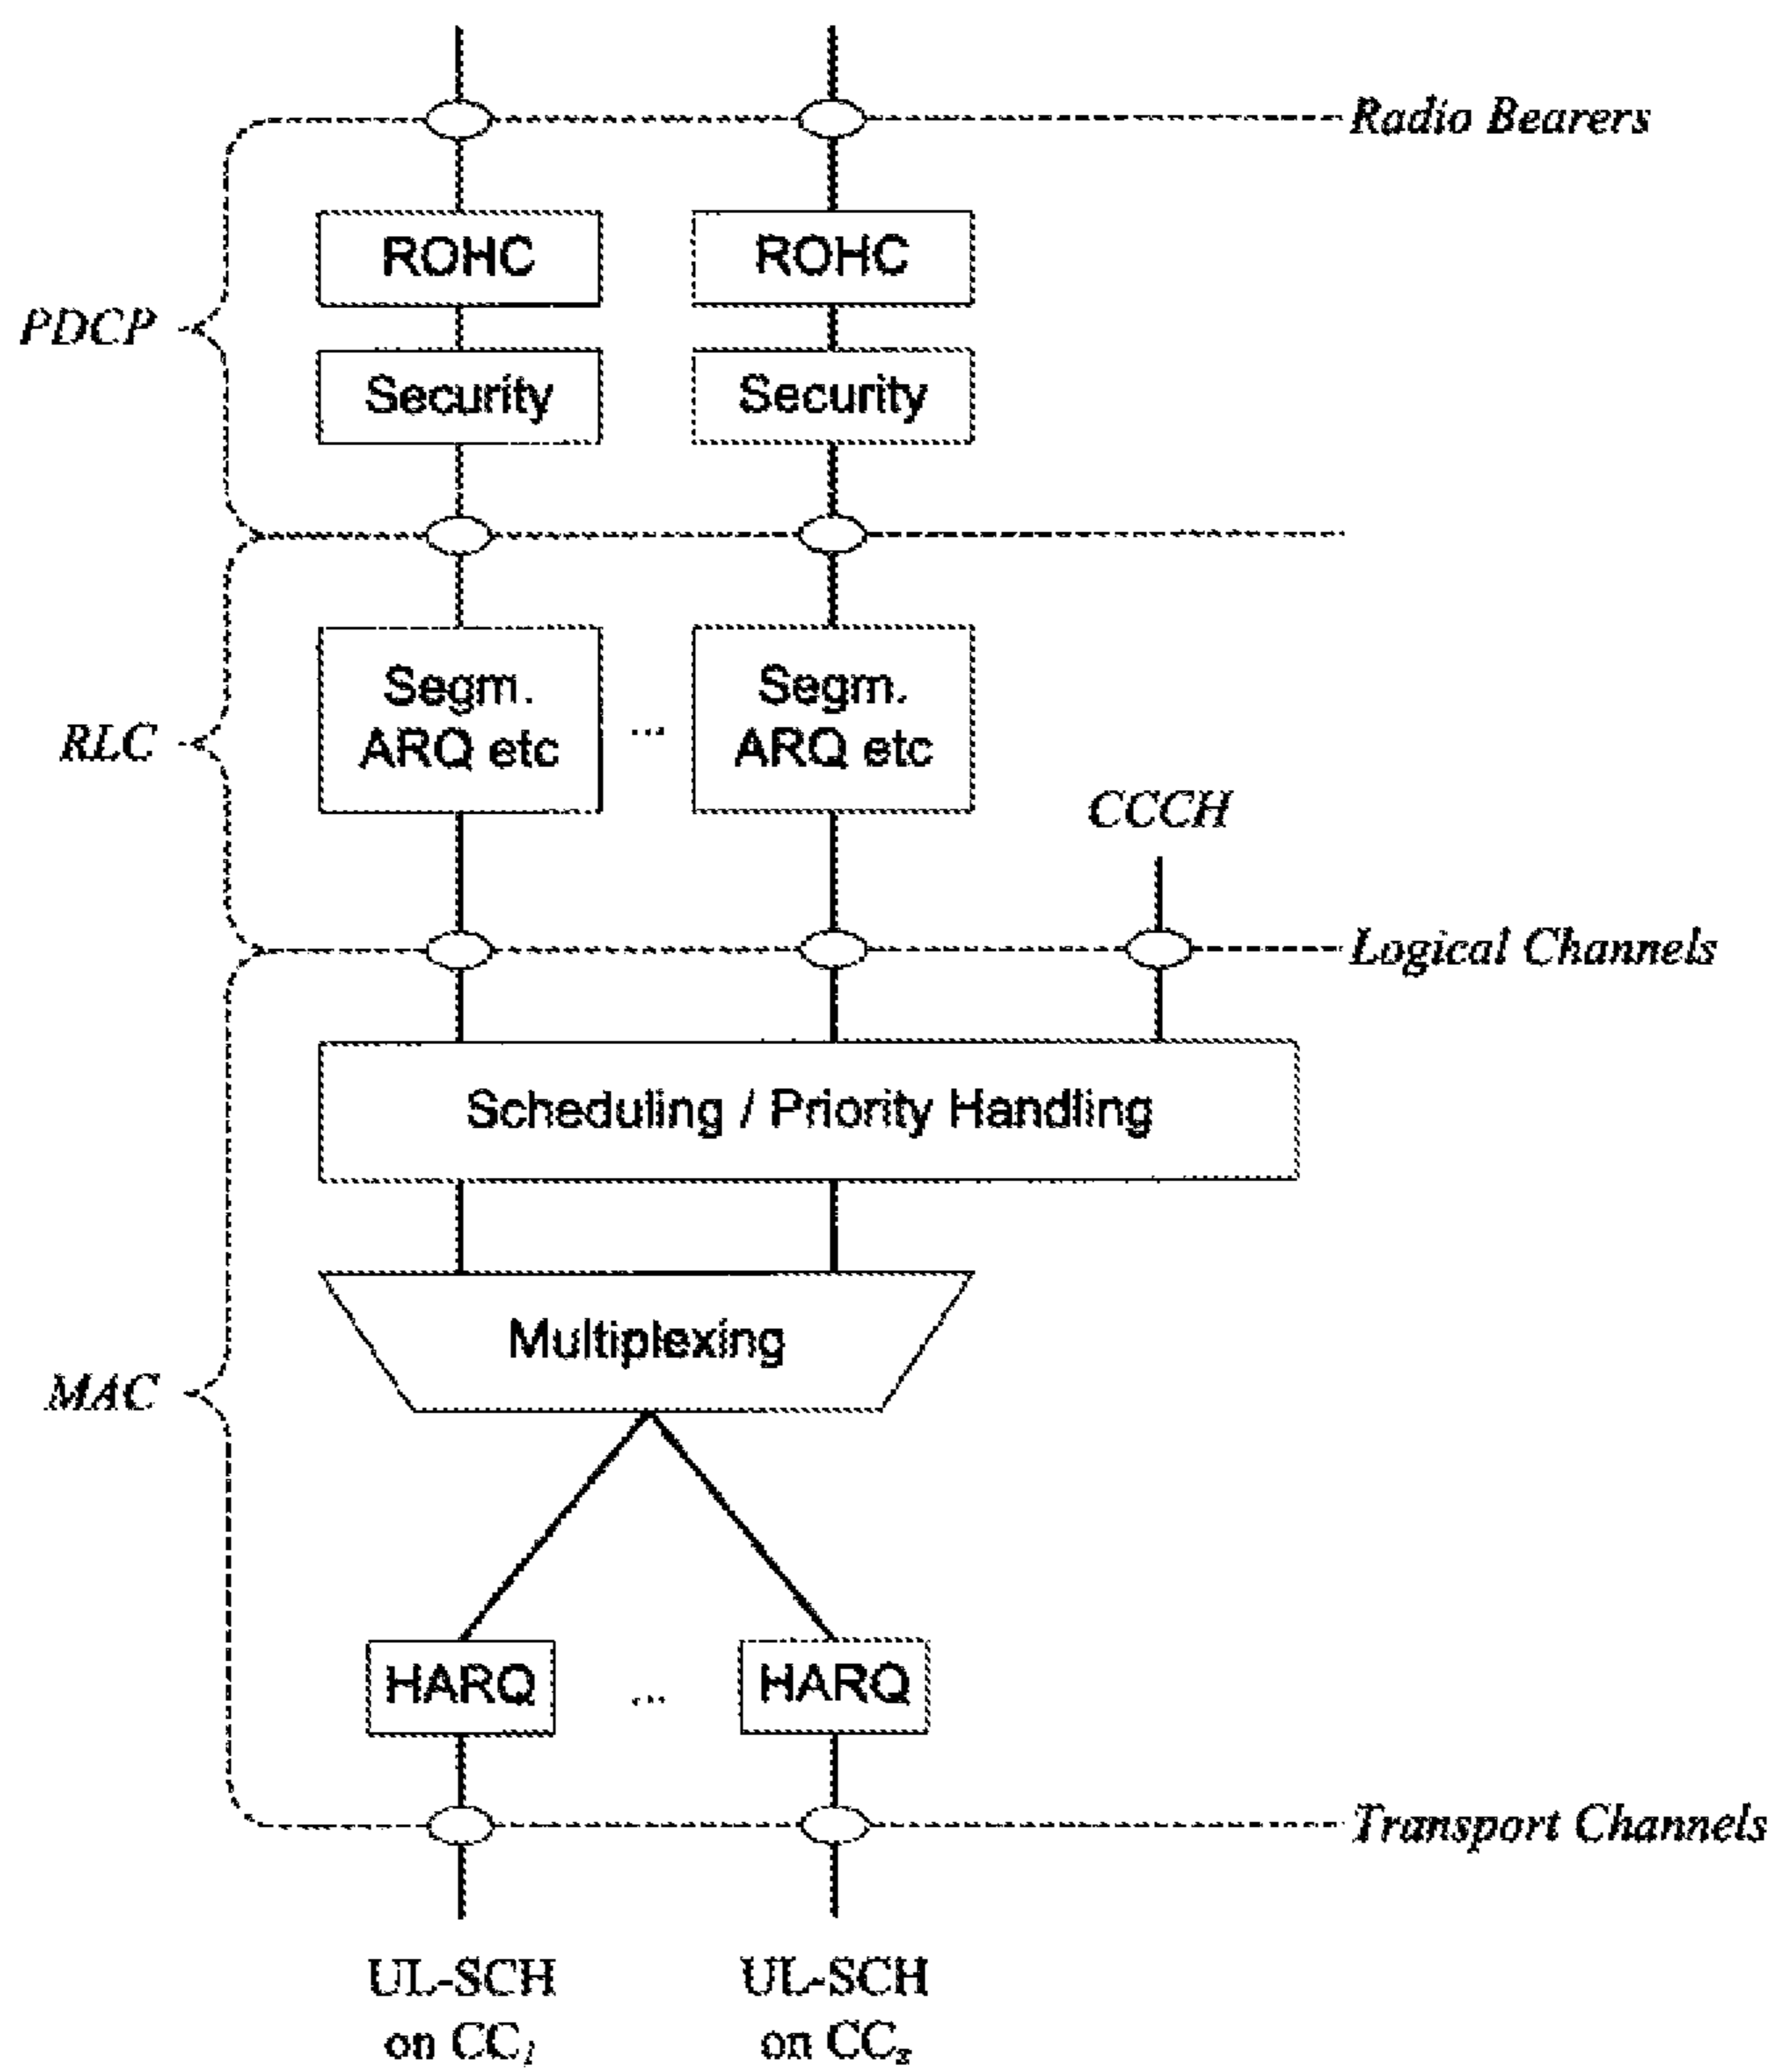 Radio Bearers
ROHC
ROHC
PDCP
Security
Security
Segm.
ARQ etc
...
Segm.
ARQ etc
RLC
CCCH
Logical Channels
Scheduling / Priority Handling
Multiplexing
MAC
HARQ
...
HARQ
Transport Channels
UL-SCH
on CC1
UL-SCH
on CCz